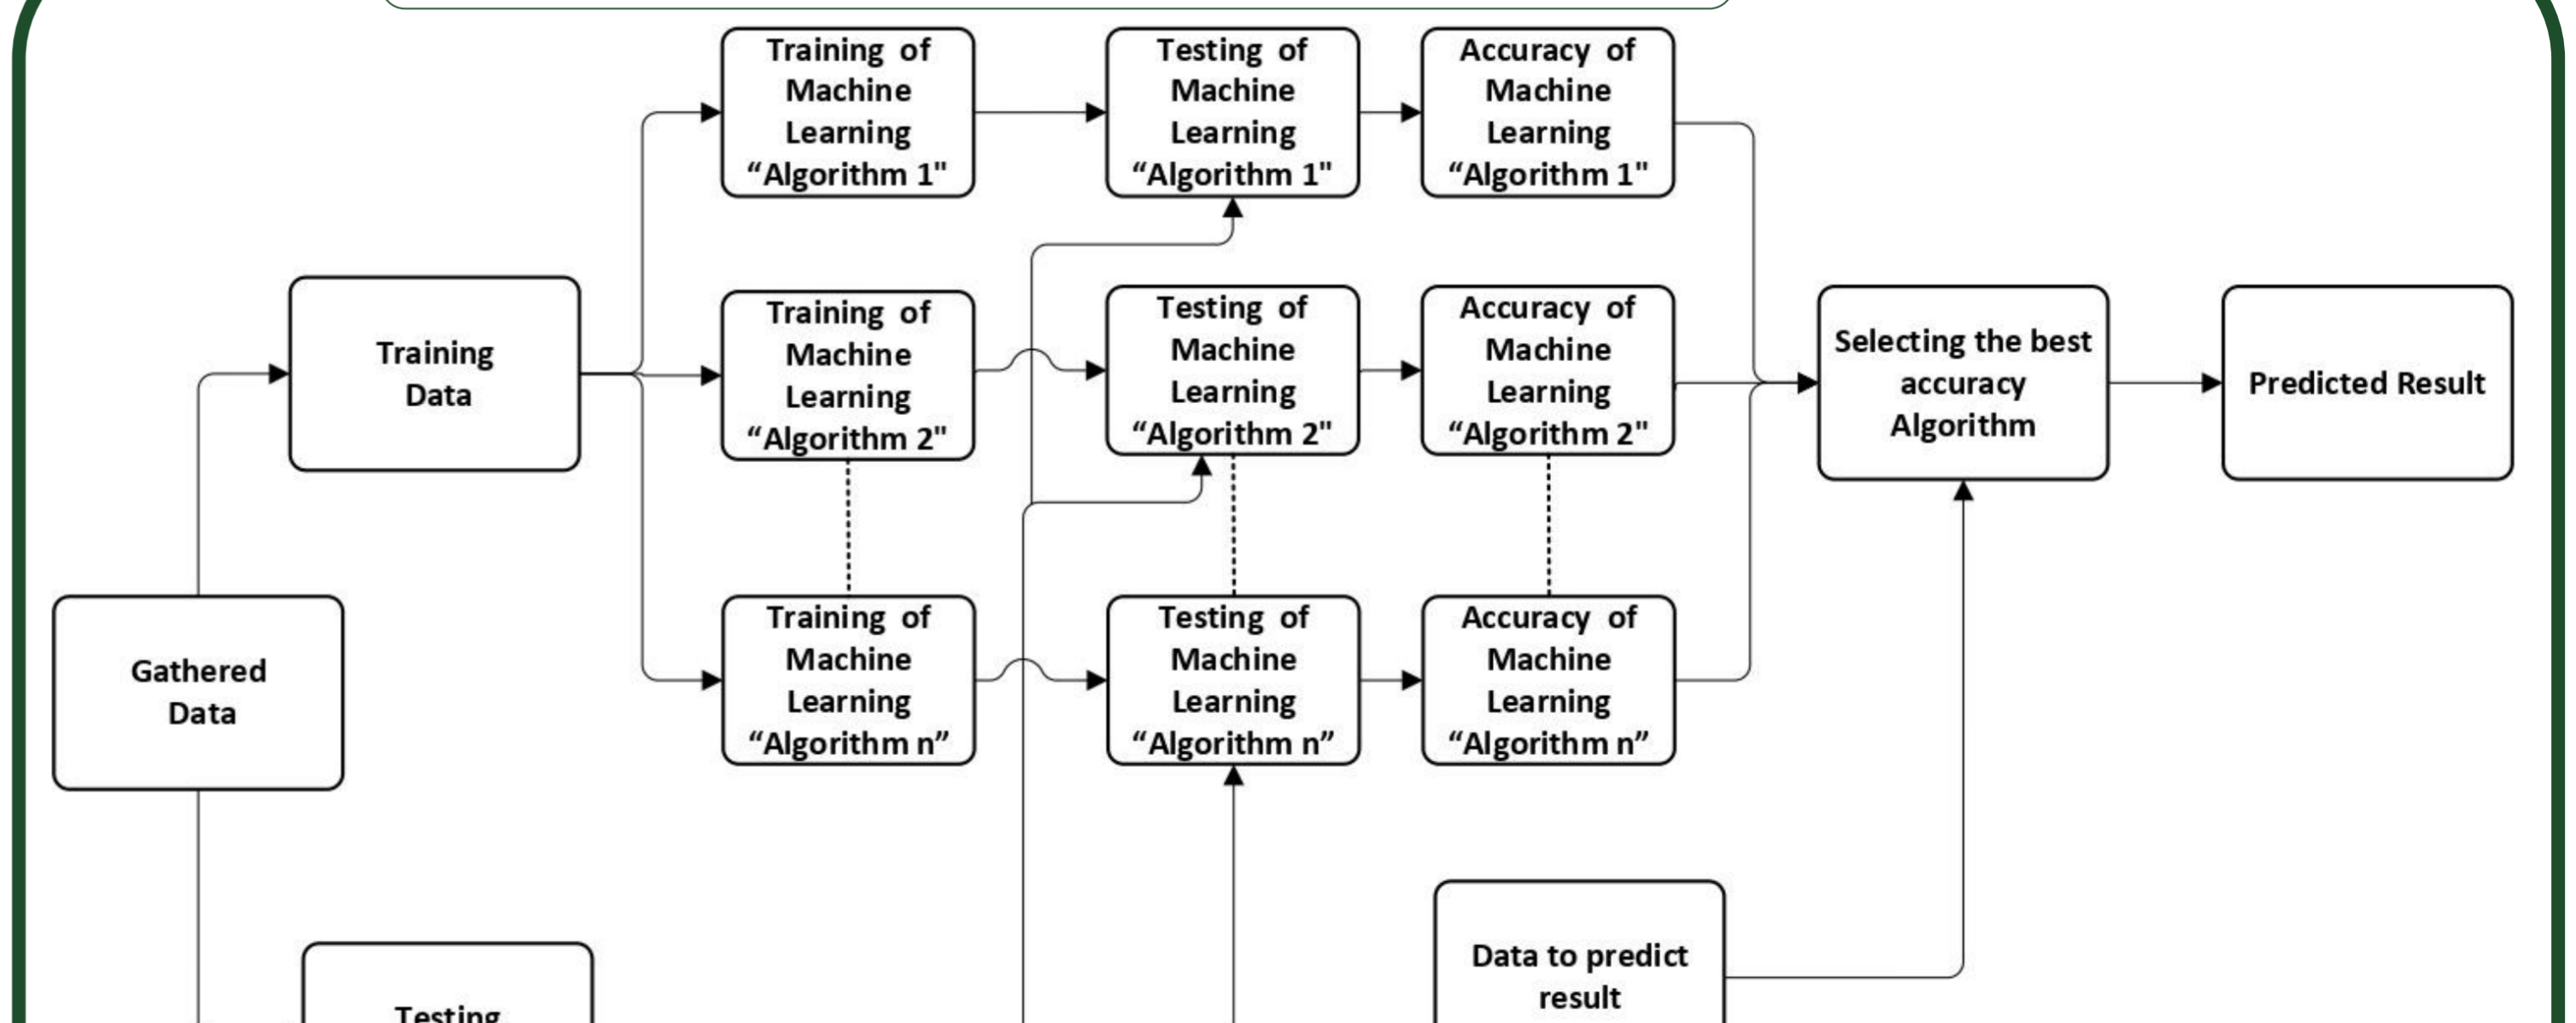 Training of
Machine
Learning
“Algorithm 1"
Testing of
Machine
Learning
“Algorithm 1"
Accuracy of
Machine
Learning
“Algorithm 1"
Training
Data
Training of
Machine
Learning
“Algorithm 2"
Testing of
Machine
Learning
“Algorithm 2"
Accuracy of
Machine
Learning
“Algorithm 2"
Selecting the best
accuracy
Algorithm
Predicted Result
Gathered
Data
Training of
Machine
Learning
“Algorithm n”
Testing of
Machine
Learning
“Algorithm n”
Accuracy of
Machine
Learning
“Algorithm n”
Data to predict
result
Testing